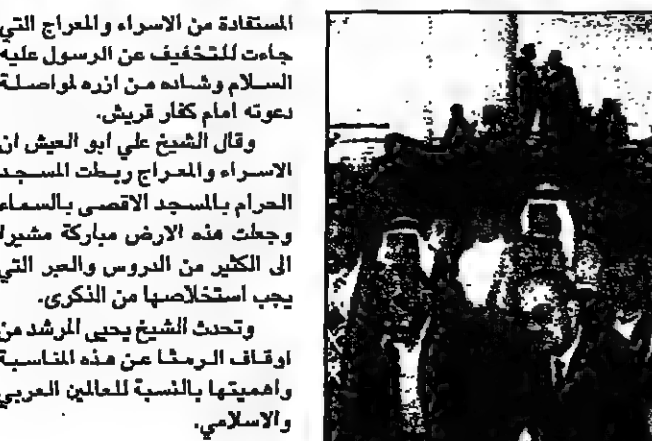 المستفادة من الاسراء والمعراج التي
جاءت للتخفيف عن الرسول عليه
السلام وشاده من ازره لمواصلة
دعوته امام كفار قريش.
وقال الشيخ علي ابو العيش ان
الاسراء والمعراج ربطت المسجد
الحرام بالمسجد الاقصى بالسماء
وجعلت هذه الارض مباركة مشيرا
الى الكثير من الدروس والعبر التي
يجب استخلاصها من الذكرى.
وتحدث الشيخ يحيى المرشد من
اوقاف الرمثا عن هذه المناسبة
واهميتها بالنسبة للعالمين العربي
والاسلامي.